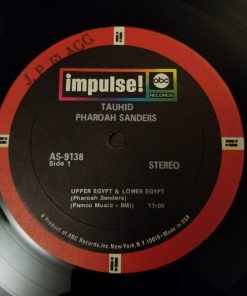 J. P. FLAGG
impulse!
abc
RECORDS
TAUHID
PHAROAH SANDERS
AS-9138
Side 1
STEREO
UPPER EGYPT & LOWER EGYPT
(Pharoah Sanders)
(Pamco Music - BMI) 17:00
A Product of ABC Records, Inc. New York, N.Y. 10019 • Made in USA